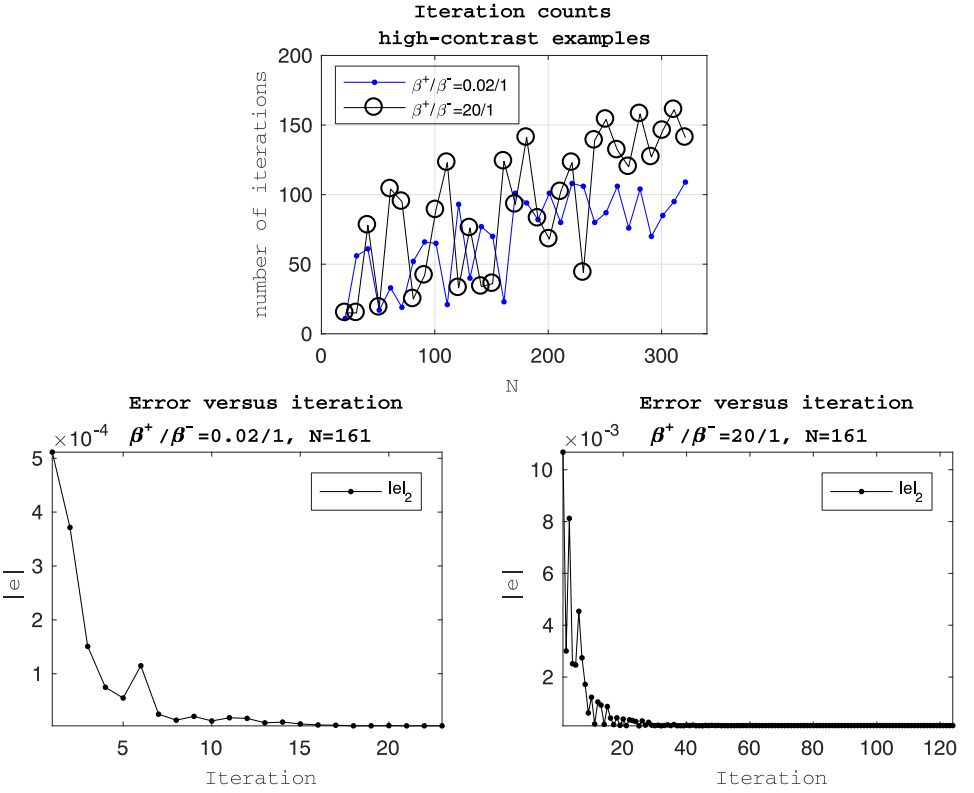 Iteration counts
high-contrast examples
200
150
100
50
0
number of iterations
β⁺/β⁻=0.02/1
β⁺/β⁻=20/1
0 100 200 300
N
Error versus iteration
β⁺/β⁻=0.02/1, N=161
×10⁻⁴
5
4
3
2
1
|e|
|e|₂
5 10 15 20
Iteration
Error versus iteration
β⁺/β⁻=20/1, N=161
×10⁻³
10
8
6
4
2
|e|
|e|₂
20 40 60 80 100 120
Iteration